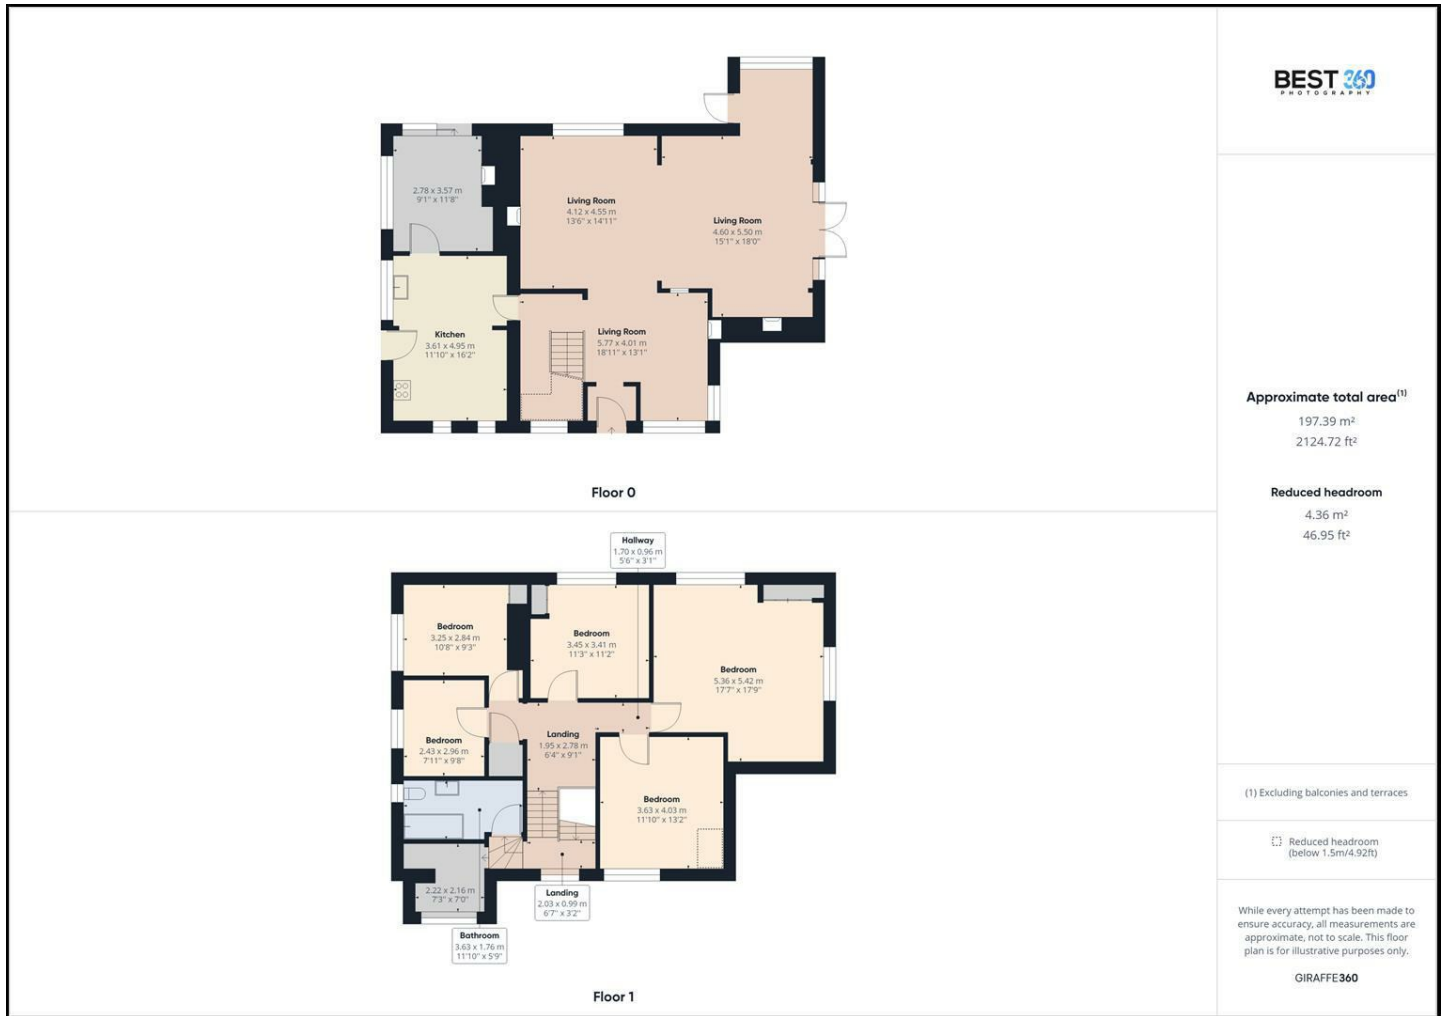 BEST 360
PHOTOGRAPHY
2.78 x 3.57 m
9'1" x 11'8"
Living Room
4.12 x 4.55 m
13'6" x 14'11"
Living Room
4.60 x 5.50 m
15'1" x 18'0"
Kitchen
3.61 x 4.95 m
11'10" x 16'2"
Living Room
5.77 x 4.01 m
18'11" x 13'1"
Floor 0
Hallway
1.70 x 0.96 m
5'6" x 3'1"
Bedroom
3.25 x 2.84 m
10'8" x 9'3"
Bedroom
3.45 x 3.41 m
11'3" x 11'2"
Bedroom
5.36 x 5.42 m
17'7" x 17'9"
Bedroom
2.43 x 2.96 m
7'11" x 9'8"
Landing
1.95 x 2.78 m
6'4" x 9'1"
Bedroom
3.63 x 4.03 m
11'10" x 13'2"
2.22 x 2.16 m
7'3" x 7'0"
Landing
2.03 x 0.99 m
6'7" x 3'2"
Bathroom
3.63 x 1.76 m
11'10" x 5'9"
Floor 1
Approximate total area(1)
197.39 m²
2124.72 ft²
Reduced headroom
4.36 m²
46.95 ft²
(1) Excluding balconies and terraces
Reduced headroom
(below 1.5m/4.92ft)
While every attempt has been made to
ensure accuracy, all measurements are
approximate, not to scale. This floor
plan is for illustrative purposes only.
GIRAFFE360